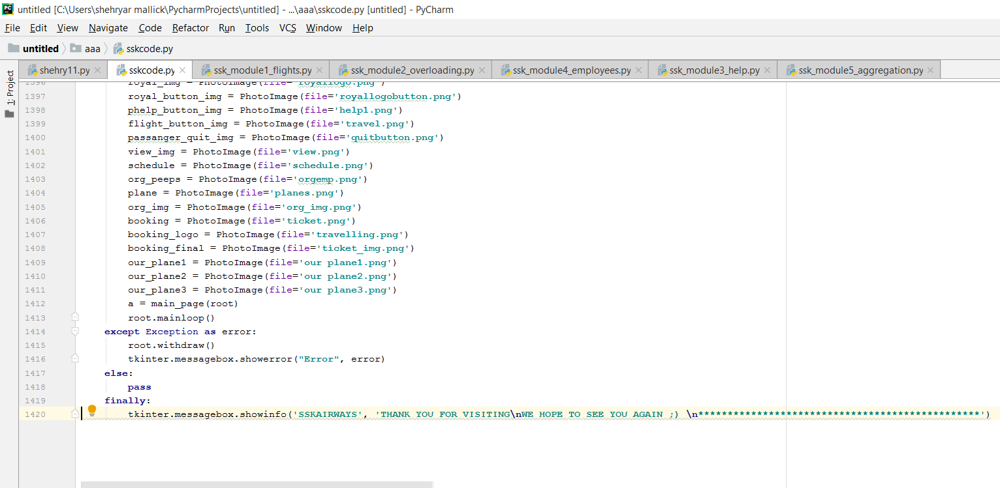 PC untitled [C:\Users\shehryar mallick\PycharmProjects\untitled] - ...\aaa\sskcode.py [untitled] - PyCharm
File Edit View Navigate Code Refactor Run Tools VCS Window Help
untitled aaa sskcode.py
shehry11.py sskcode.py ssk_module1_flights.py ssk_module2_overloading.py ssk_module4_employees.py ssk_module3_help.py ssk_module5_aggregation.py
1: Project
1396 royal_img = PhotoImage(file='royallogo.png')
1397 royal_button_img = PhotoImage(file='royallogobutton.png')
1398 phelp_button_img = PhotoImage(file='help1.png')
1399 flight_button_img = PhotoImage(file='travel.png')
1400 passanger_quit_img = PhotoImage(file='quitbutton.png')
1401 view_img = PhotoImage(file='view.png')
1402 schedule = PhotoImage(file='schedule.png')
1403 org_peeps = PhotoImage(file='orgemp.png')
1404 plane = PhotoImage(file='planes.png')
1405 org_img = PhotoImage(file='org_img.png')
1406 booking = PhotoImage(file='ticket.png')
1407 booking_logo = PhotoImage(file='travelling.png')
1408 booking_final = PhotoImage(file='ticket_img.png')
1409 our_plane1 = PhotoImage(file='our plane1.png')
1410 our_plane2 = PhotoImage(file='our plane2.png')
1411 our_plane3 = PhotoImage(file='our plane3.png')
1412 a = main_page(root)
1413 root.mainloop()
1414 except Exception as error:
1415 root.withdraw()
1416 tkinter.messagebox.showerror("Error", error)
1417 else:
1418 pass
1419 finally:
1420 tkinter.messagebox.showinfo('SSKAIRWAYS', 'THANK YOU FOR VISITING\nWE HOPE TO SEE YOU AGAIN ;) \n************************************************')